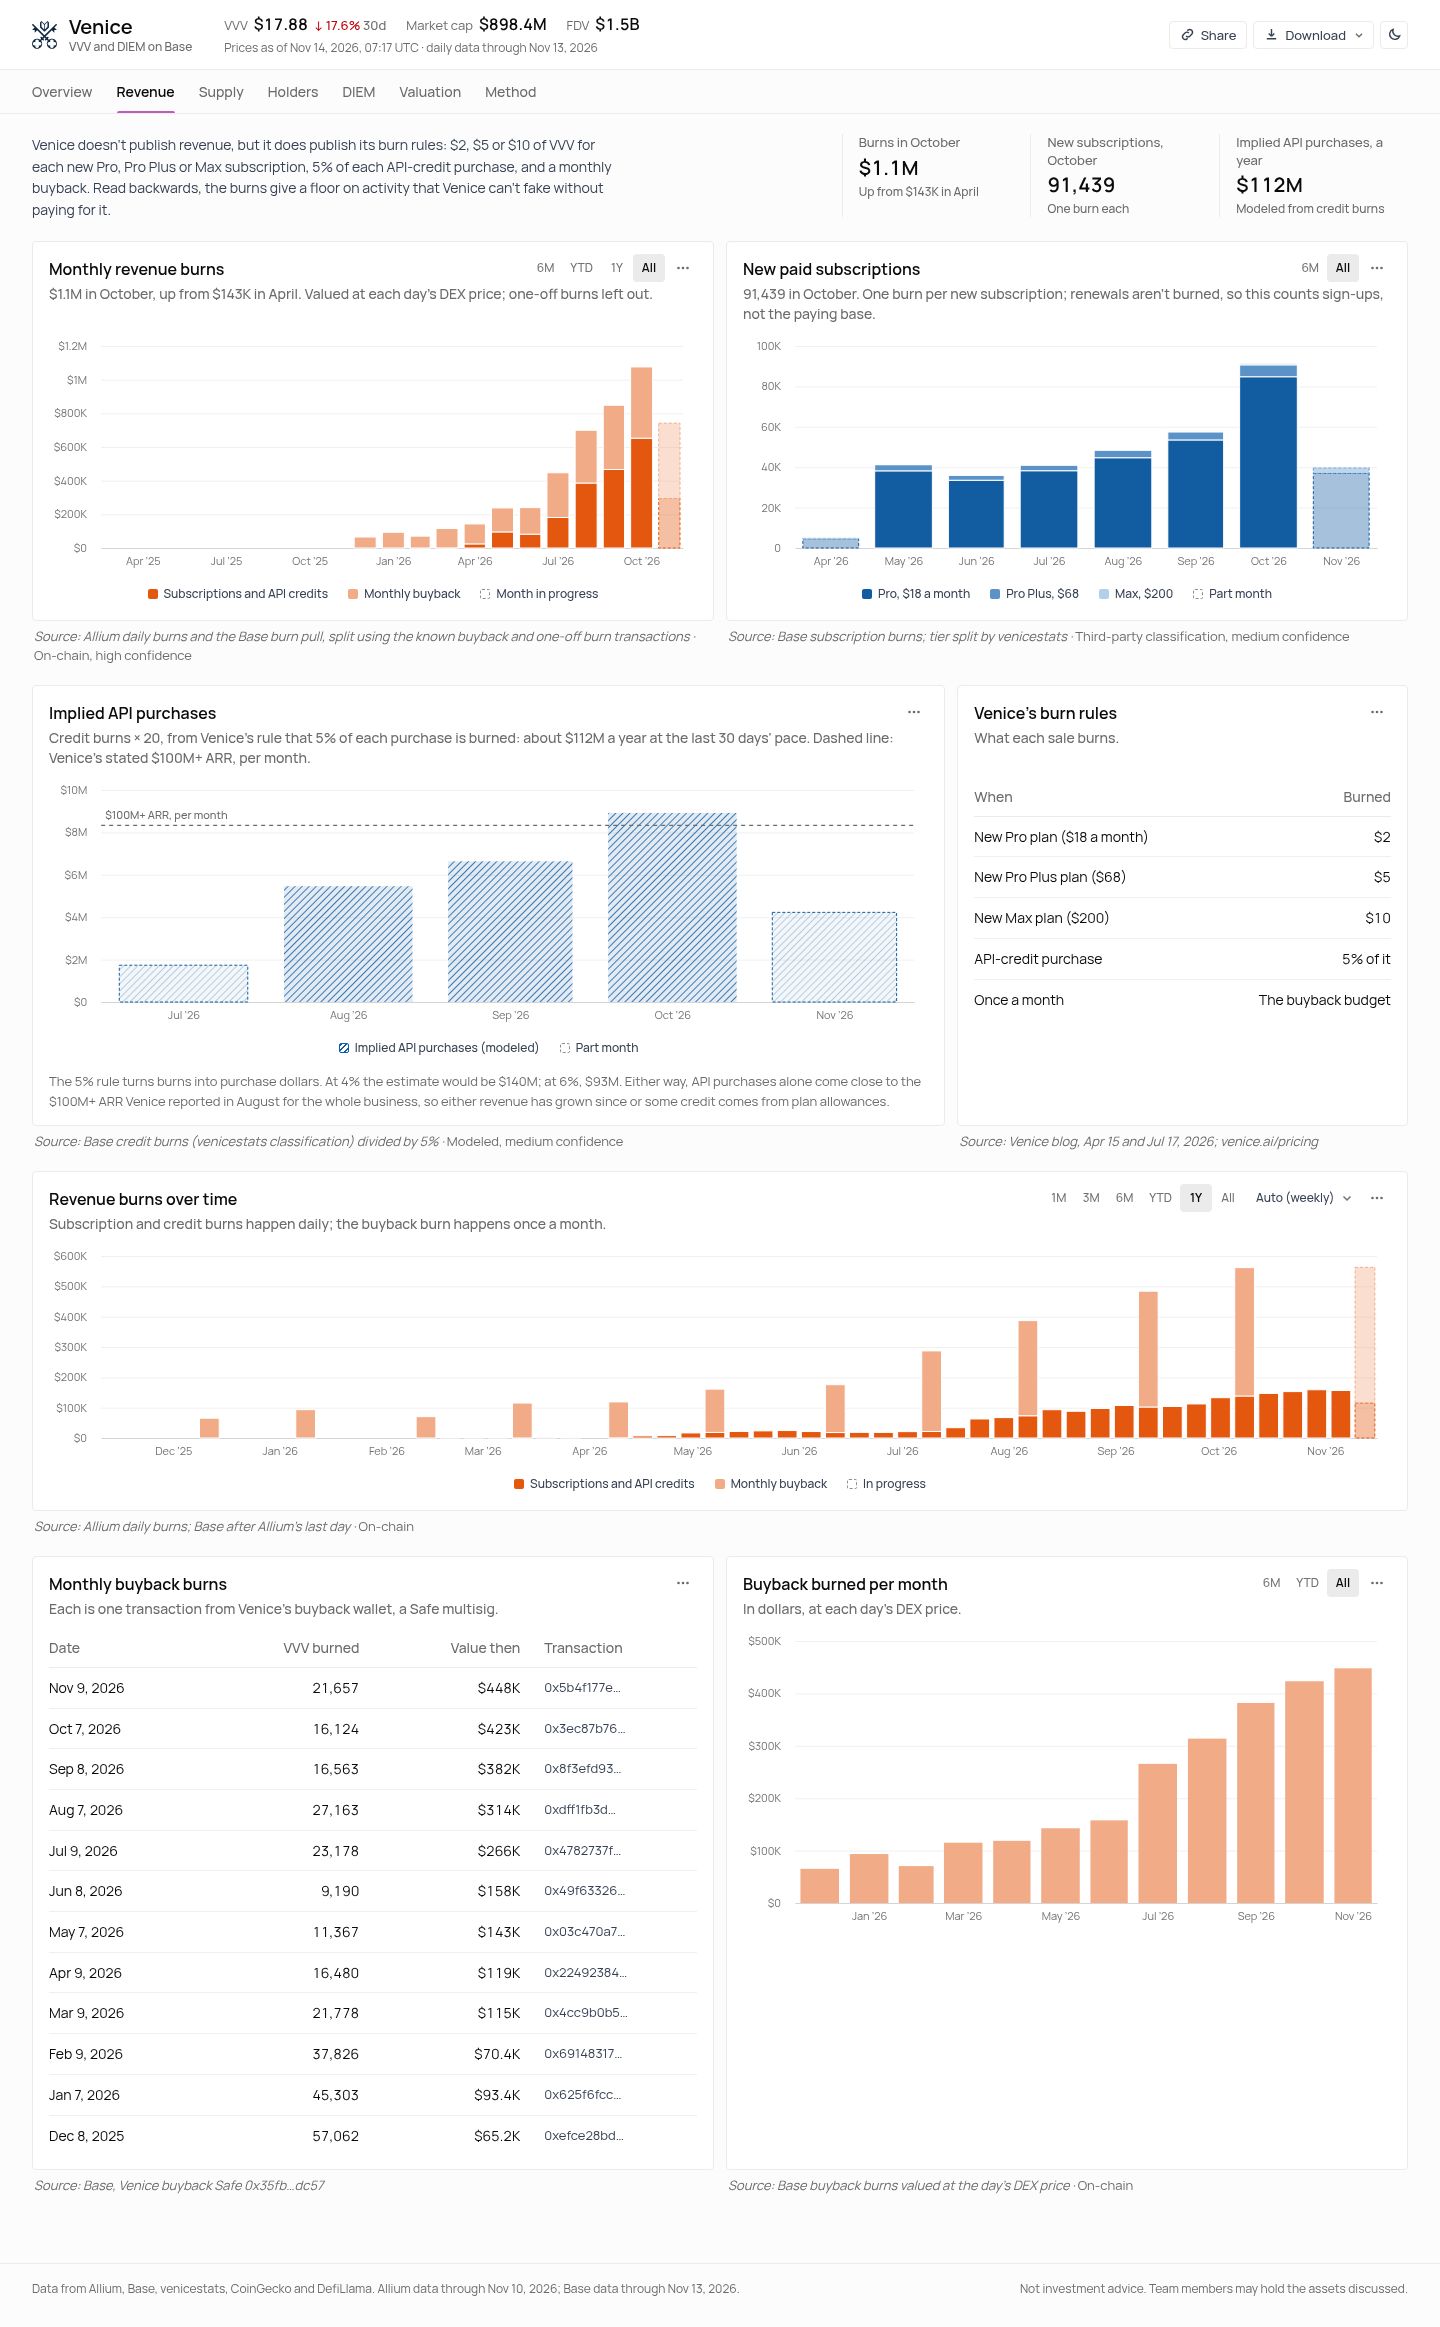 Venice
VVV and DIEM on Base
VVV $17.88 ↓ 17.6% 30d Market cap $898.4M FDV $1.5B
Prices as of Nov 14, 2026, 07:17 UTC · daily data through Nov 13, 2026
Share Download
Overview Revenue Supply Holders DIEM Valuation Method
Venice doesn't publish revenue, but it does publish its burn rules: $2, $5 or $10 of VVV for
each new Pro, Pro Plus or Max subscription, 5% of each API-credit purchase, and a monthly
buyback. Read backwards, the burns give a floor on activity that Venice can't fake without
paying for it.
Burns in October
$1.1M
Up from $143K in April
New subscriptions,
October
91,439
One burn each
Implied API purchases, a
year
$112M
Modeled from credit burns
Monthly revenue burns
6M YTD 1Y All ···
$1.1M in October, up from $143K in April. Valued at each day's DEX price; one-off burns left out.
$1.2M
$1M
$800K
$600K
$400K
$200K
$0
Apr '25 Jul '25 Oct '25 Jan '26 Apr '26 Jul '26 Oct '26
Subscriptions and API credits Monthly buyback Month in progress
Source: Allium daily burns and the Base burn pull, split using the known buyback and one-off burn transactions ·
On-chain, high confidence
New paid subscriptions
6M All ···
91,439 in October. One burn per new subscription; renewals aren't burned, so this counts sign-ups,
not the paying base.
100K
80K
60K
40K
20K
0
Apr '26 May '26 Jun '26 Jul '26 Aug '26 Sep '26 Oct '26 Nov '26
Pro, $18 a month Pro Plus, $68 Max, $200 Part month
Source: Base subscription burns; tier split by venicestats · Third-party classification, medium confidence
Implied API purchases
···
Credit burns × 20, from Venice's rule that 5% of each purchase is burned: about $112M a year at the last 30 days' pace. Dashed line:
Venice's stated $100M+ ARR, per month.
$10M
$100M+ ARR, per month
$8M
$6M
$4M
$2M
$0
Jul '26 Aug '26 Sep '26 Oct '26 Nov '26
Implied API purchases (modeled) Part month
The 5% rule turns burns into purchase dollars. At 4% the estimate would be $140M; at 6%, $93M. Either way, API purchases alone come close to the
$100M+ ARR Venice reported in August for the whole business, so either revenue has grown since or some credit comes from plan allowances.
Source: Base credit burns (venicestats classification) divided by 5% · Modeled, medium confidence
Venice's burn rules
···
What each sale burns.
When Burned
New Pro plan ($18 a month) $2
New Pro Plus plan ($68) $5
New Max plan ($200) $10
API-credit purchase 5% of it
Once a month The buyback budget
Source: Venice blog, Apr 15 and Jul 17, 2026; venice.ai/pricing
Revenue burns over time
1M 3M 6M YTD 1Y All Auto (weekly) ···
Subscription and credit burns happen daily; the buyback burn happens once a month.
$600K
$500K
$400K
$300K
$200K
$100K
$0
Dec '25 Jan '26 Feb '26 Mar '26 Apr '26 May '26 Jun '26 Jul '26 Aug '26 Sep '26 Oct '26 Nov '26
Subscriptions and API credits Monthly buyback In progress
Source: Allium daily burns; Base after Allium's last day · On-chain
Monthly buyback burns
···
Each is one transaction from Venice's buyback wallet, a Safe multisig.
Date VVV burned Value then Transaction
Nov 9, 2026 21,657 $448K 0x5b4f177e…
Oct 7, 2026 16,124 $423K 0x3ec87b76…
Sep 8, 2026 16,563 $382K 0x8f3efd93…
Aug 7, 2026 27,163 $314K 0xdff1fb3d…
Jul 9, 2026 23,178 $266K 0x4782737f…
Jun 8, 2026 9,190 $158K 0x49f63326…
May 7, 2026 11,367 $143K 0x03c470a7…
Apr 9, 2026 16,480 $119K 0x22492384…
Mar 9, 2026 21,778 $115K 0x4cc9b0b5…
Feb 9, 2026 37,826 $70.4K 0x69148317…
Jan 7, 2026 45,303 $93.4K 0x625f6fcc…
Dec 8, 2025 57,062 $65.2K 0xefce28bd…
Source: Base, Venice buyback Safe 0x35fb…dc57
Buyback burned per month
6M YTD All ···
In dollars, at each day's DEX price.
$500K
$400K
$300K
$200K
$100K
$0
Jan '26 Mar '26 May '26 Jul '26 Sep '26 Nov '26
Source: Base buyback burns valued at the day's DEX price · On-chain
Data from Allium, Base, venicestats, CoinGecko and DefiLlama. Allium data through Nov 10, 2026; Base data through Nov 13, 2026.
Not investment advice. Team members may hold the assets discussed.